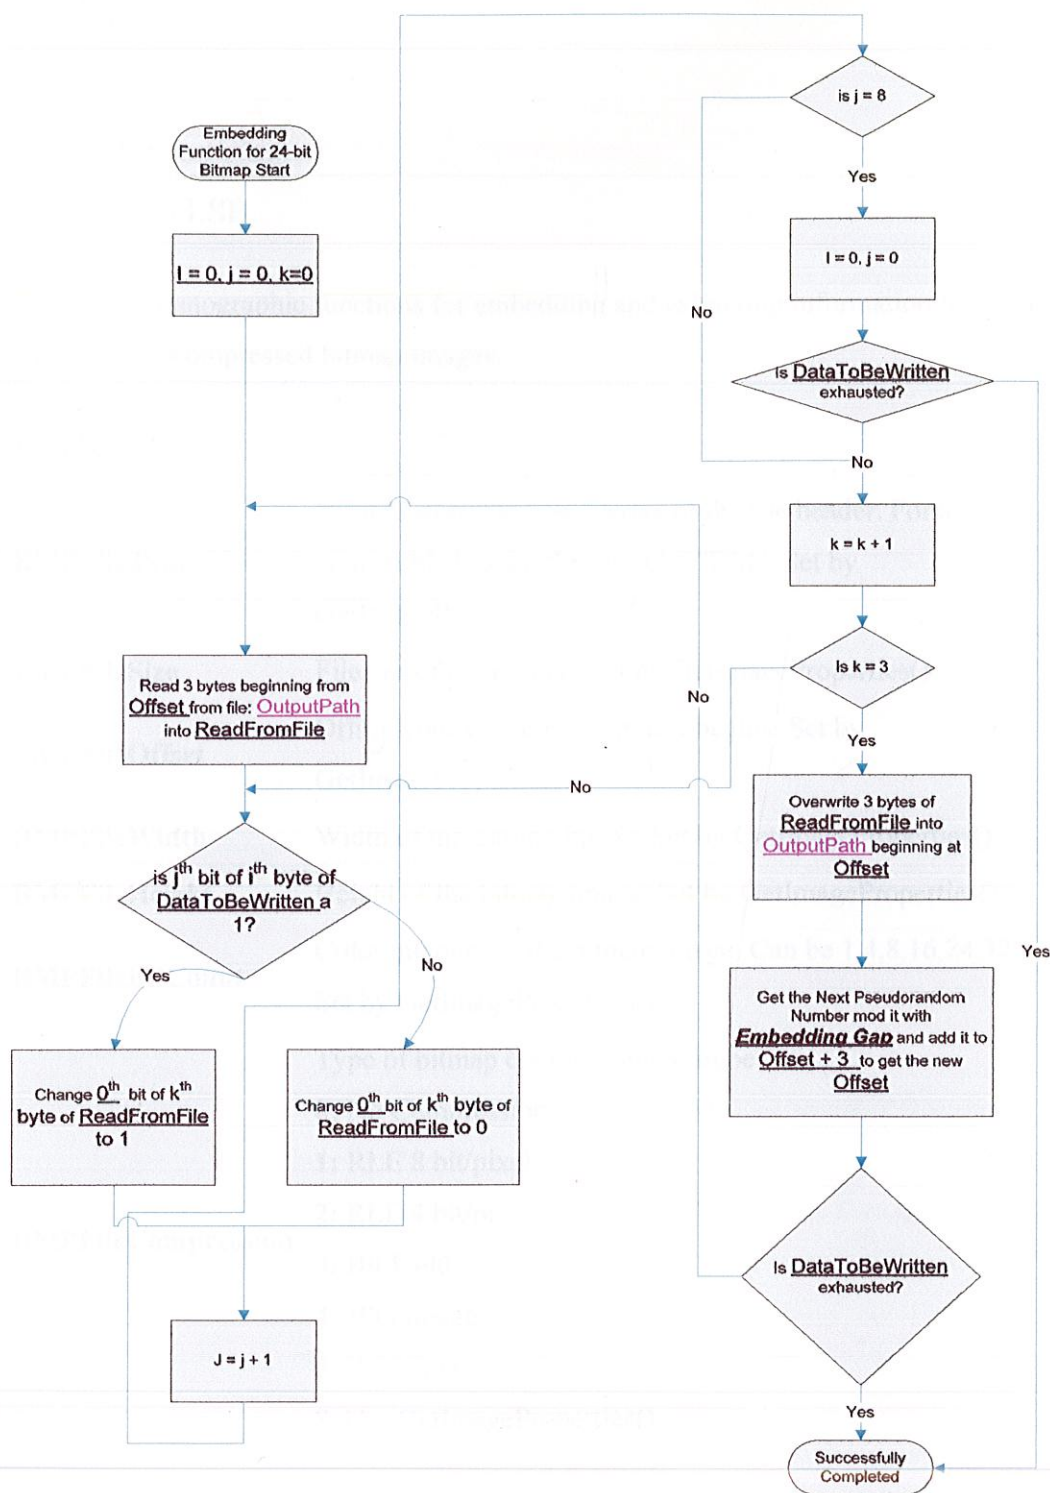 Embedding
Function for 24-bit
Bitmap Start
I = 0, j = 0, k=0
Read 3 bytes beginning from
Offset from file: OutputPath
into ReadFromFile
is jth bit of ith byte of
DataToBeWritten a
1?
Yes
No
Change 0th bit of kth
byte of ReadFromFile
to 1
Change 0th bit of kth byte of
ReadFromFile to 0
J = j + 1
is j = 8
Yes
No
I = 0, j = 0
Is DataToBeWritten
exhausted?
No
Yes
k = k + 1
Is k = 3
No
Yes
Overwrite 3 bytes of
ReadFromFile into
OutputPath beginning at
Offset
Get the Next Pseudorandom
Number mod it with
Embedding Gap and add it to
Offset + 3 to get the new
Offset
Is DataToBeWritten
exhausted?
No
Yes
Successfully
Completed